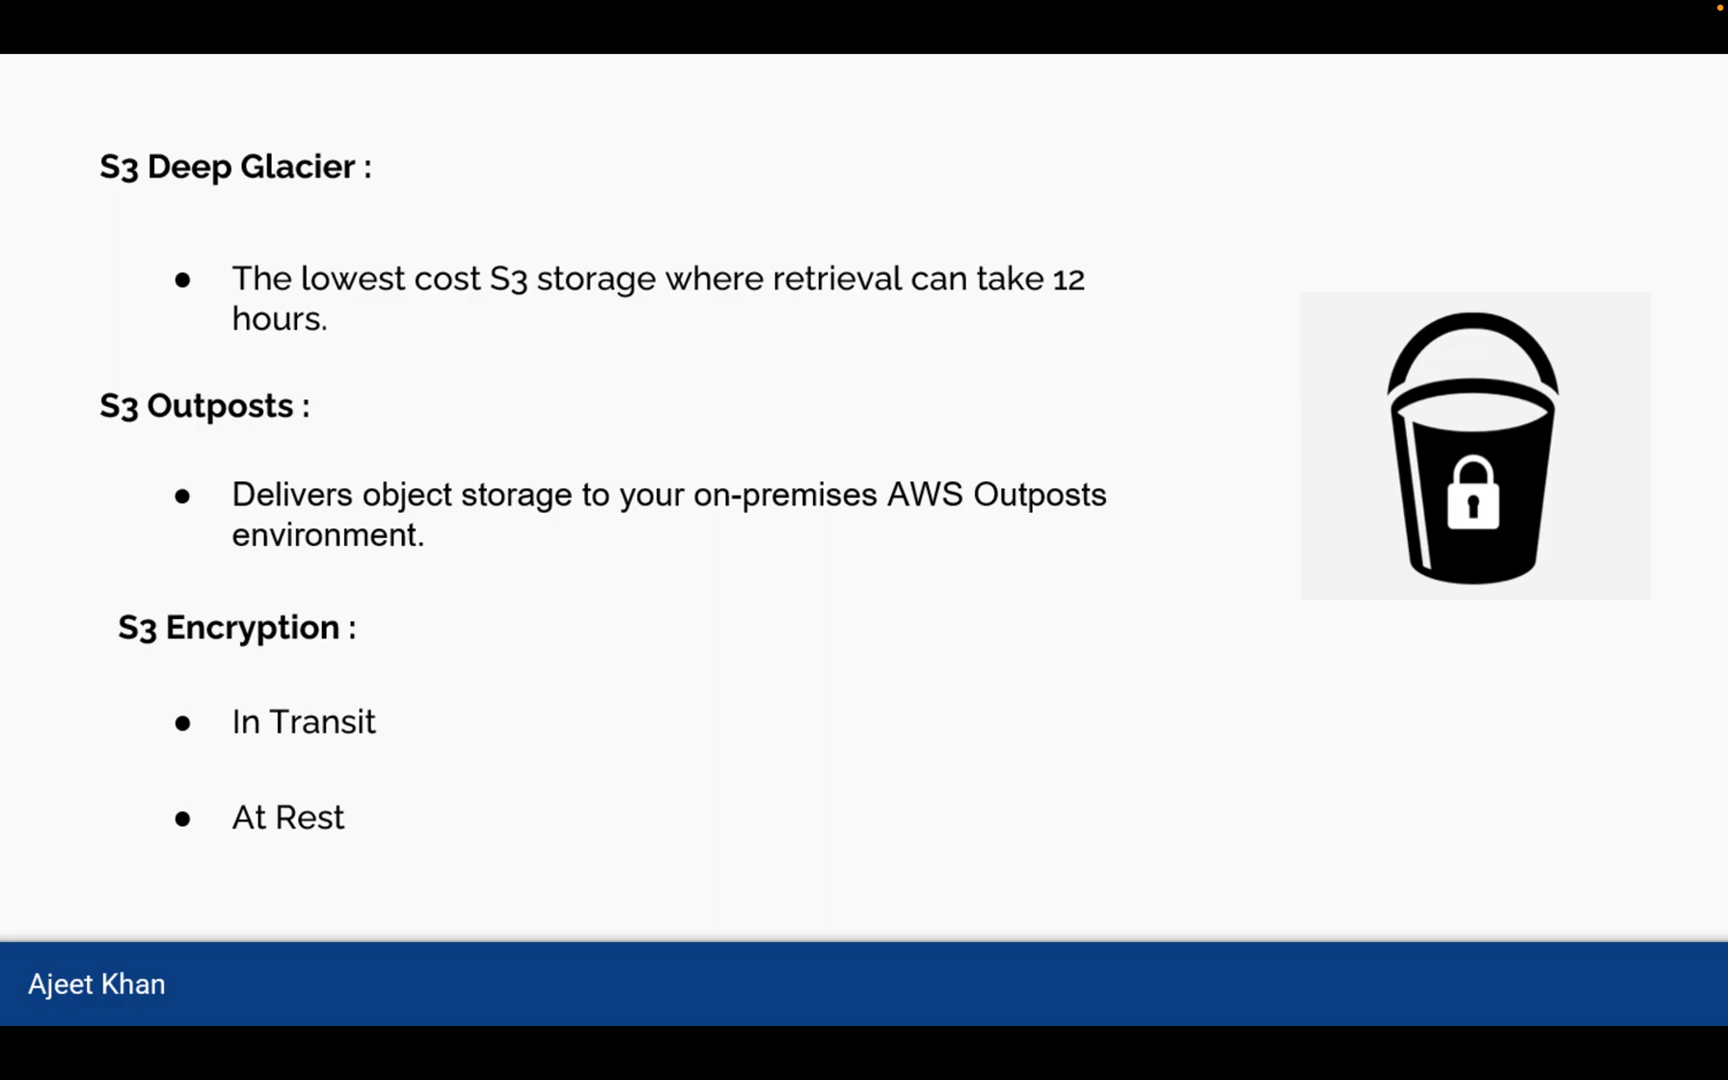 S3 Deep Glacier :
● The lowest cost S3 storage where retrieval can take 12
hours.
S3 Outposts :
● Delivers object storage to your on-premises AWS Outposts
environment.
S3 Encryption :
● In Transit
● At Rest
Ajeet Khan